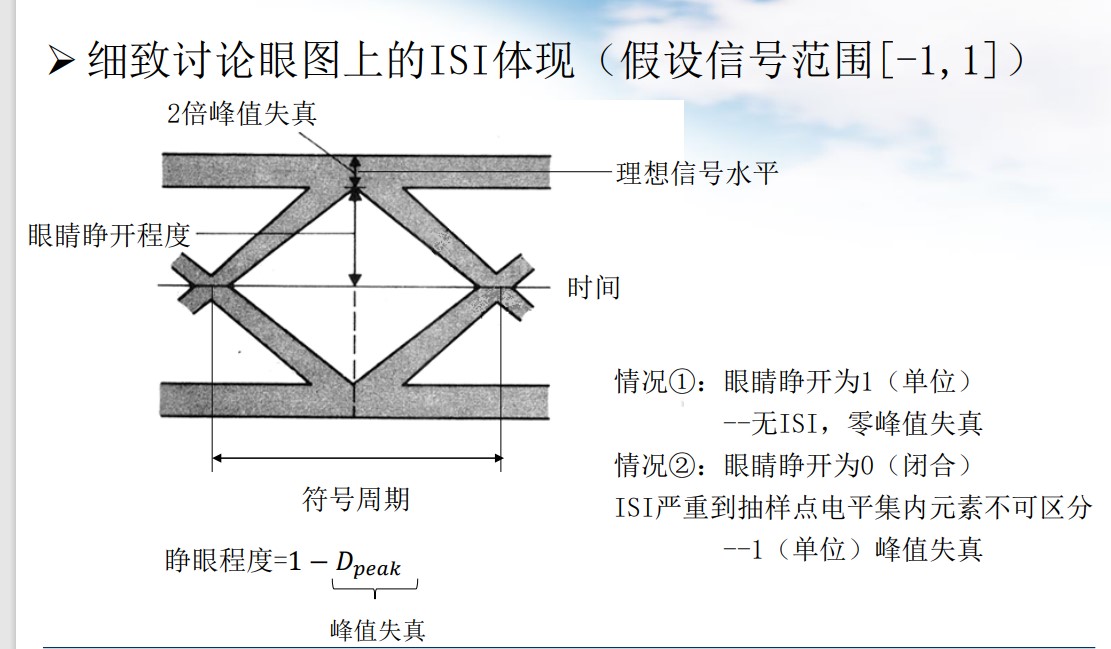 ➢ 细致讨论眼图上的ISI体现（假设信号范围[-1,1]）
2倍峰值失真
理想信号水平
眼睛睁开程度
时间
情况①：眼睛睁开为1（单位）
--无ISI，零峰值失真
情况②：眼睛睁开为0（闭合）
ISI严重到抽样点电平集内元素不可区分
--1（单位）峰值失真
符号周期
睁眼程度=1 − D_peak
峰值失真